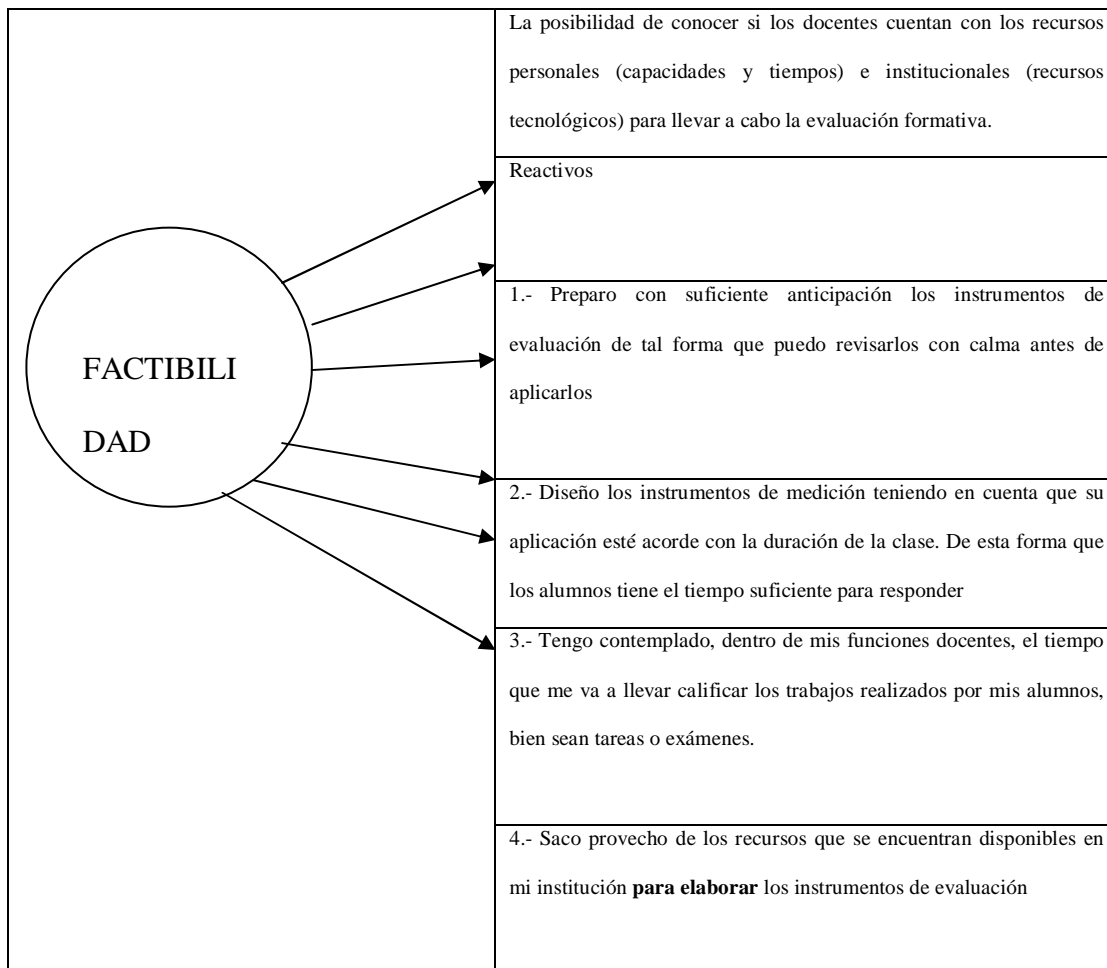 La posibilidad de conocer si los docentes cuentan con los recursos
personales (capacidades y tiempos) e institucionales (recursos
tecnológicos) para llevar a cabo la evaluación formativa.
Reactivos
FACTIBILI
DAD
1.- Preparo con suficiente anticipación los instrumentos de
evaluación de tal forma que puedo revisarlos con calma antes de
aplicarlos
2.- Diseño los instrumentos de medición teniendo en cuenta que su
aplicación esté acorde con la duración de la clase. De esta forma que
los alumnos tiene el tiempo suficiente para responder
3.- Tengo contemplado, dentro de mis funciones docentes, el tiempo
que me va a llevar calificar los trabajos realizados por mis alumnos,
bien sean tareas o exámenes.
4.- Saco provecho de los recursos que se encuentran disponibles en
mi institución para elaborar los instrumentos de evaluación